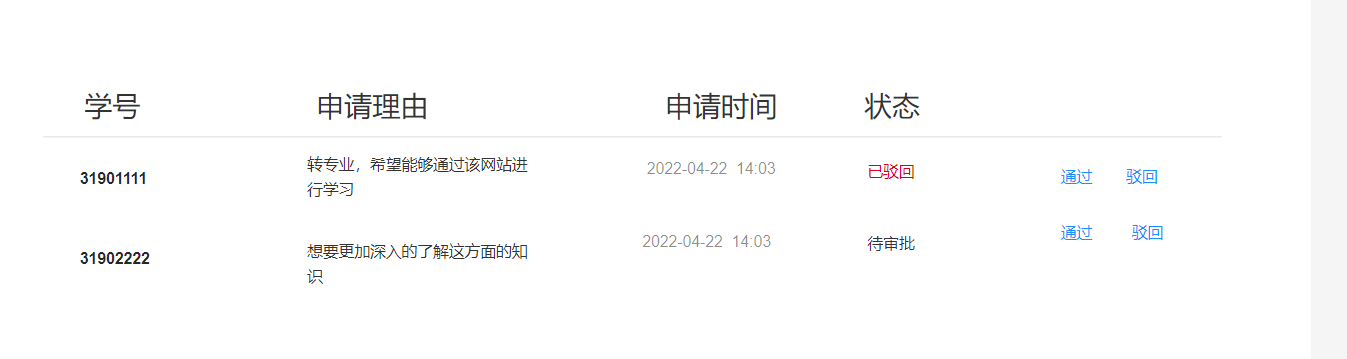 学号 申请理由 申请时间 状态
31901111 转专业，希望能够通过该网站进 2022-04-22 14:03 已驳回 通过 驳回
行学习
31902222 想要更加深入的了解这方面的知 2022-04-22 14:03 待审批 通过 驳回
识